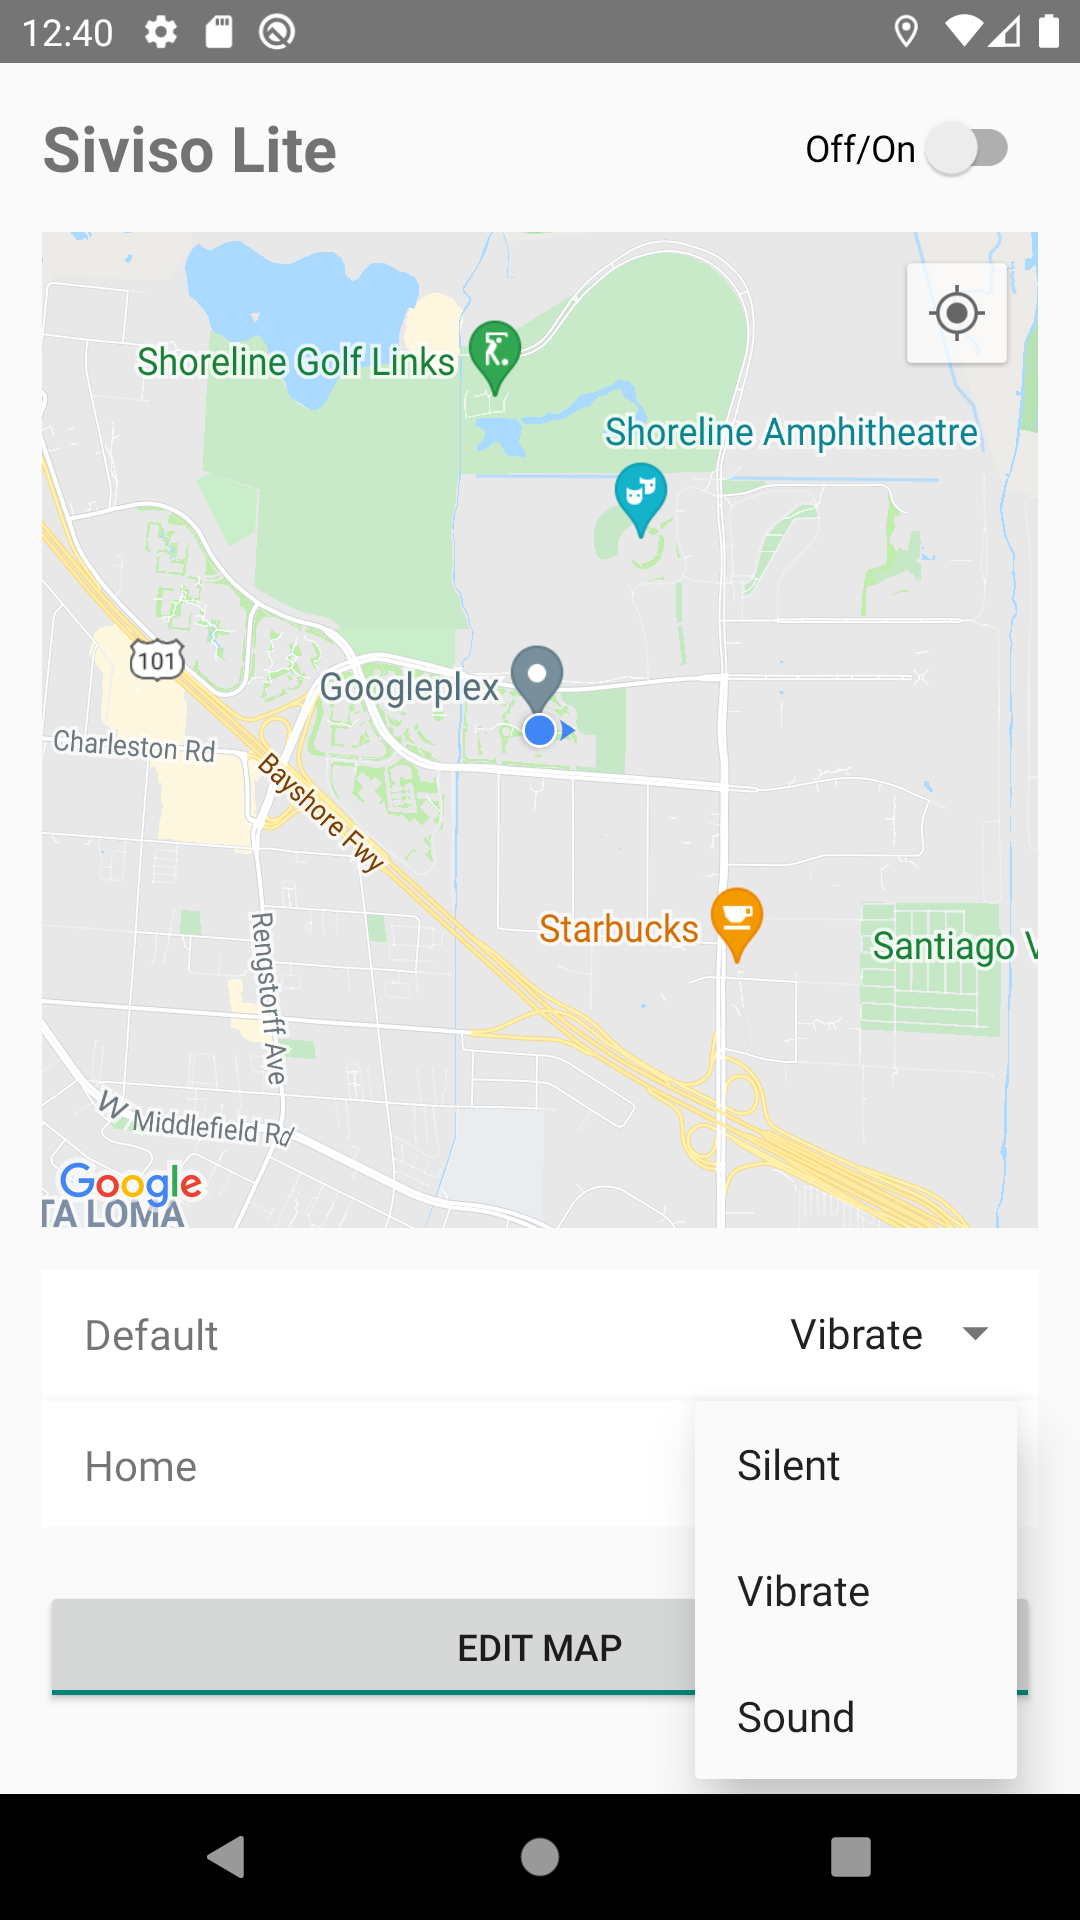 12:40
Siviso Lite
Off/On
Shoreline Golf Links
Shoreline Amphitheatre
101
Googleplex
Charleston Rd
Bayshore Fwy
Starbucks
Rengstorff Ave
Santiago V
W Middlefield Rd
Google
TA LOMA
Default
Vibrate
Home
Silent
Vibrate
Sound
EDIT MAP